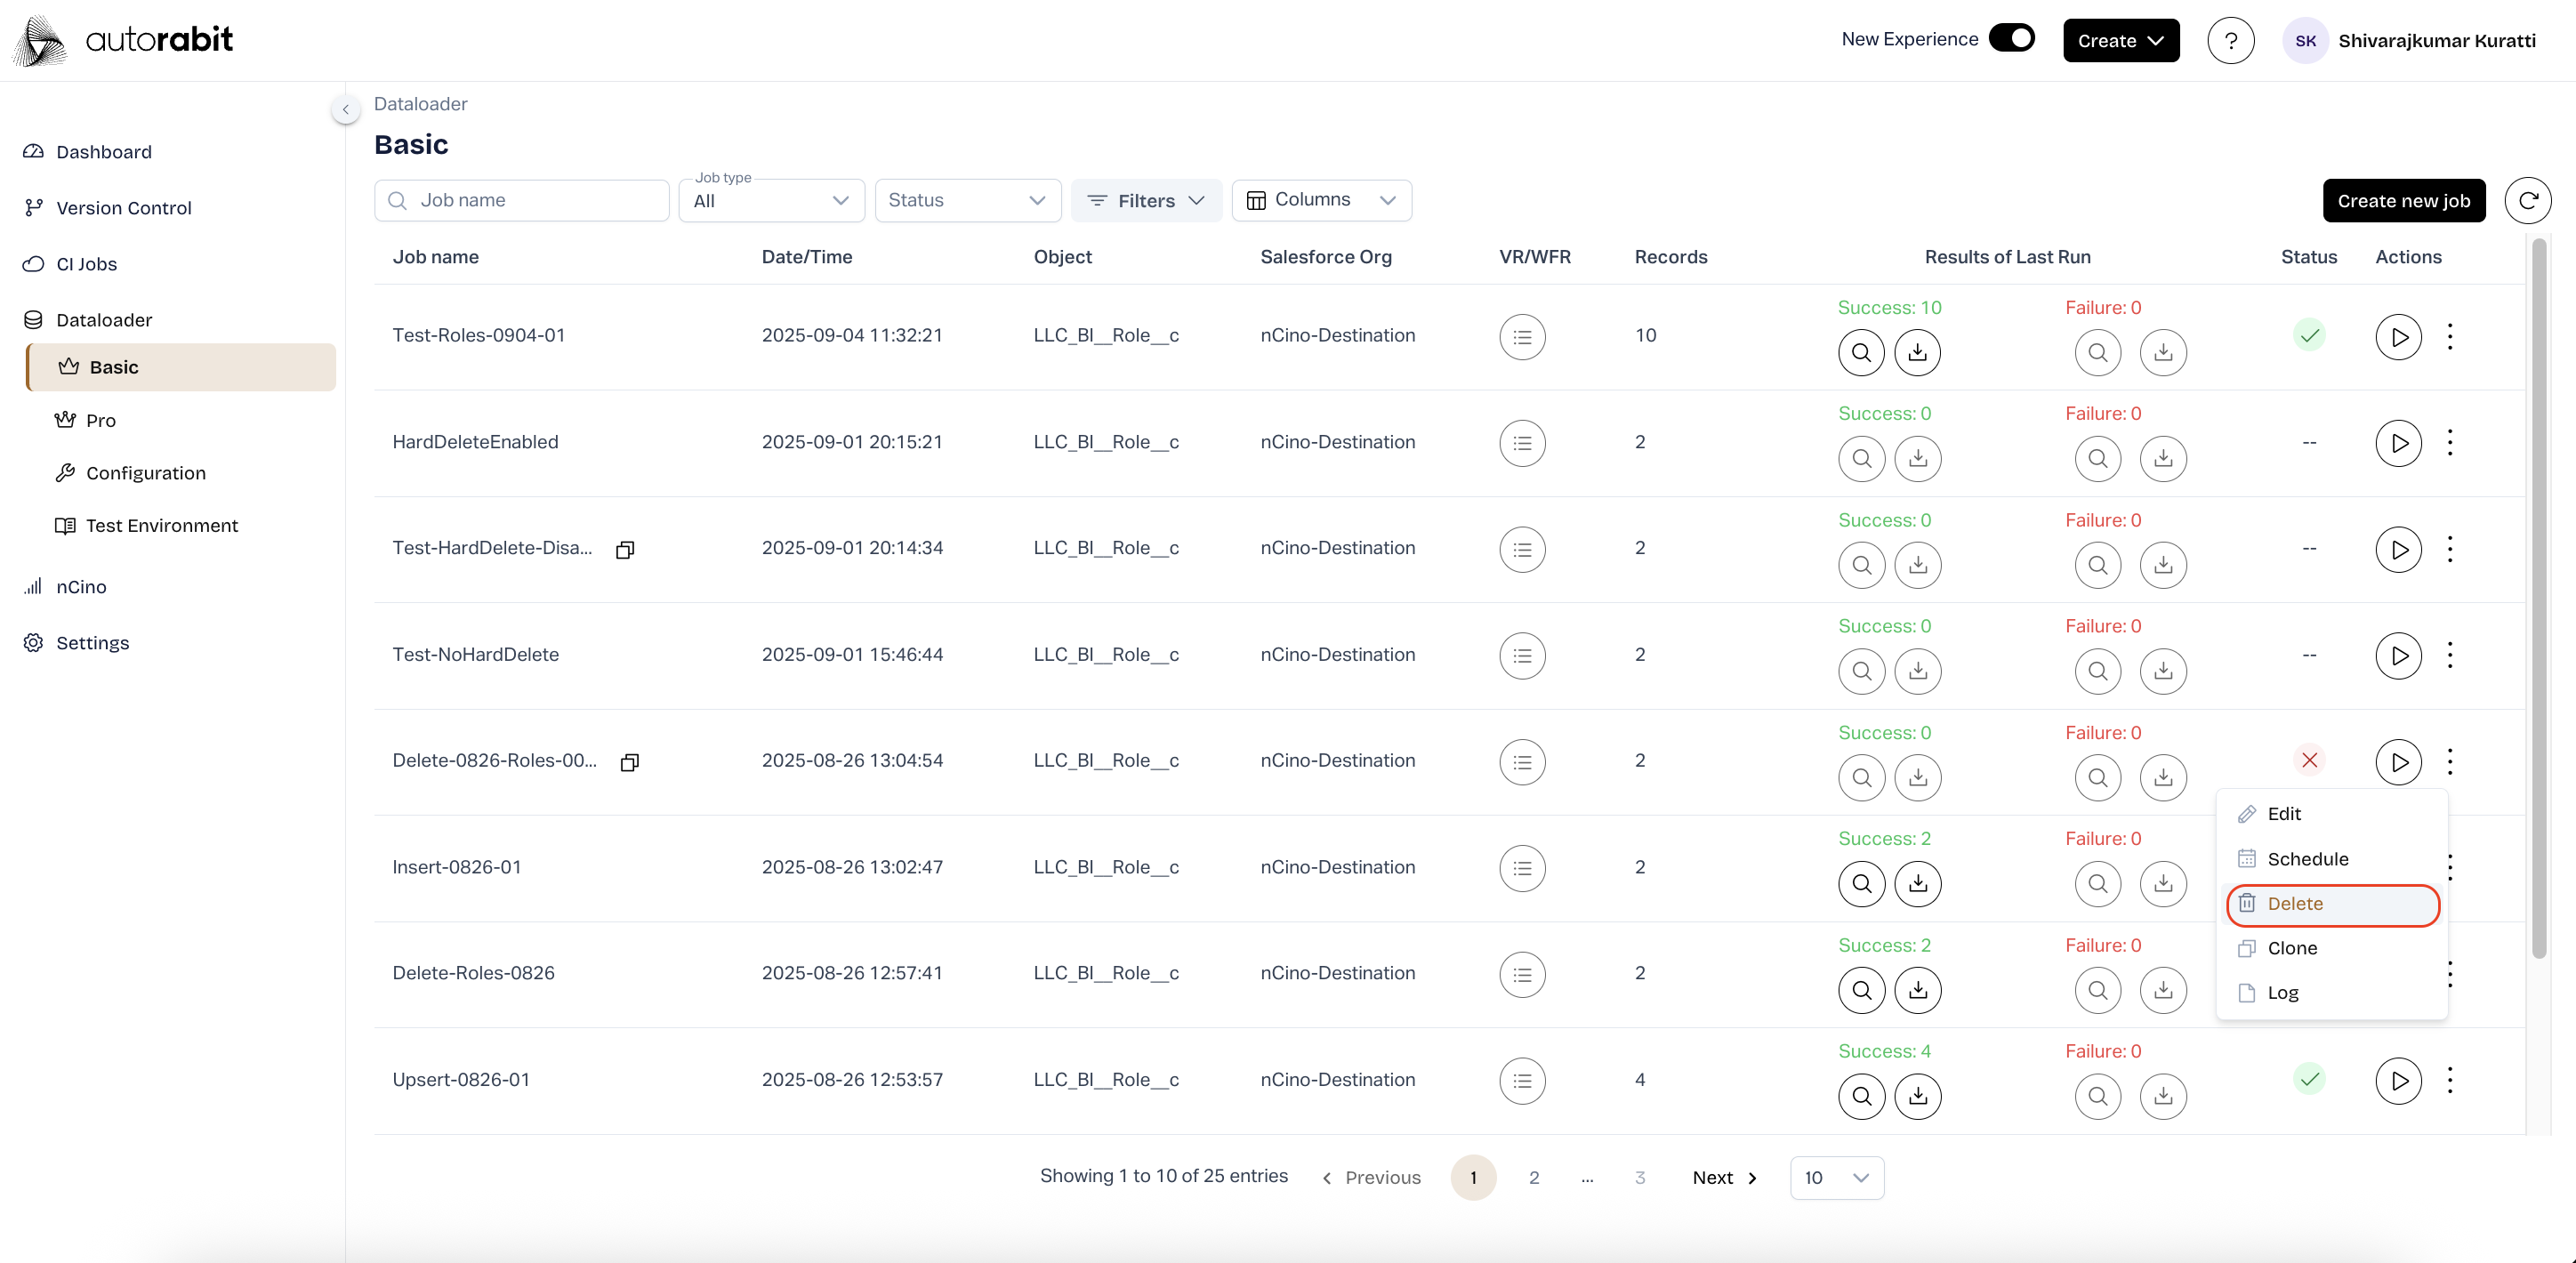 autorabit
New Experience
Create
?
SK
Shivarajkumar Kuratti
Dashboard
Version Control
CI Jobs
Dataloader
Basic
Pro
Configuration
Test Environment
nCino
Settings
Dataloader
Basic
Job name
Job type
All
Status
Filters
Columns
Create new job
Job name Date/Time Object Salesforce Org VR/WFR Records Results of Last Run Status Actions
Success: 10 Failure: 0
Test-Roles-0904-01 2025-09-04 11:32:21 LLC_BI__Role__c nCino-Destination 10
Success: 0 Failure: 0
HardDeleteEnabled 2025-09-01 20:15:21 LLC_BI__Role__c nCino-Destination 2 --
Success: 0 Failure: 0
Test-HardDelete-Disa... 2025-09-01 20:14:34 LLC_BI__Role__c nCino-Destination 2 --
Success: 0 Failure: 0
Test-NoHardDelete 2025-09-01 15:46:44 LLC_BI__Role__c nCino-Destination 2 --
Success: 0 Failure: 0
Delete-0826-Roles-00... 2025-08-26 13:04:54 LLC_BI__Role__c nCino-Destination 2
Success: 2 Failure: 0
Insert-0826-01 2025-08-26 13:02:47 LLC_BI__Role__c nCino-Destination 2
Success: 2 Failure: 0
Delete-Roles-0826 2025-08-26 12:57:41 LLC_BI__Role__c nCino-Destination 2
Success: 4 Failure: 0
Upsert-0826-01 2025-08-26 12:53:57 LLC_BI__Role__c nCino-Destination 4
Edit
Schedule
Delete
Clone
Log
Showing 1 to 10 of 25 entries Previous 1 2 ... 3 Next 10